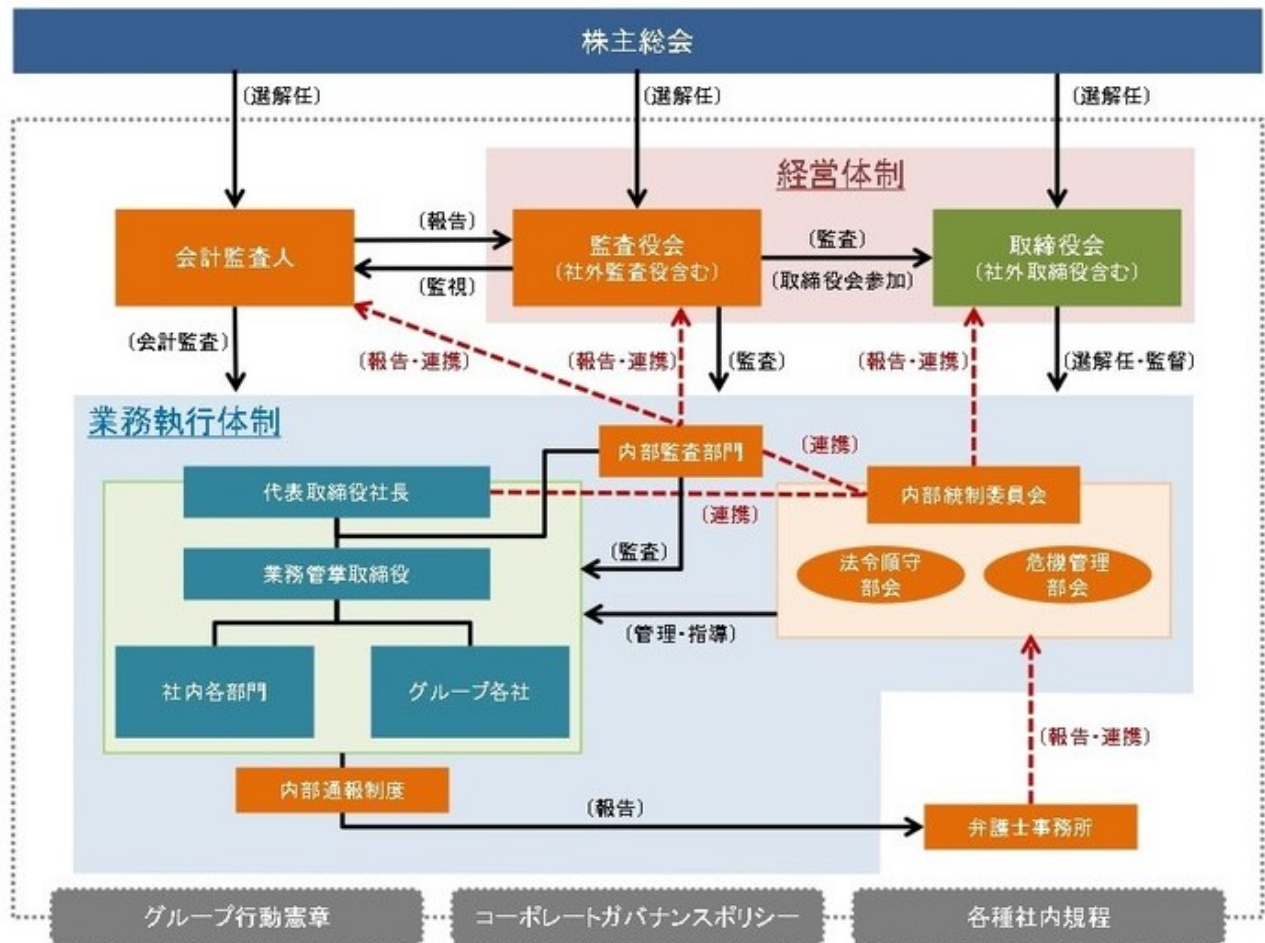 株主総会
(選解任)
(選解任)
(選解任)
経営体制
会計監査人
(報告)
(監視)
監査役会
(社外監査役含む)
(監査)
(取締役会参加)
取締役会
(社外取締役含む)
(会計監査)
(報告・連携)
(報告・連携)
(監査)
(報告・連携)
(選解任・監督)
業務執行体制
内部監査部門
(連携)
代表取締役社長
(連携)
内部統制委員会
業務管掌取締役
(監査)
法令順守
部会
危機管理
部会
(管理・指導)
社内各部門
グループ各社
(報告・連携)
内部通報制度
(報告)
弁護士事務所
グループ行動憲章
コーポレートガバナンスポリシー
各種社内規程